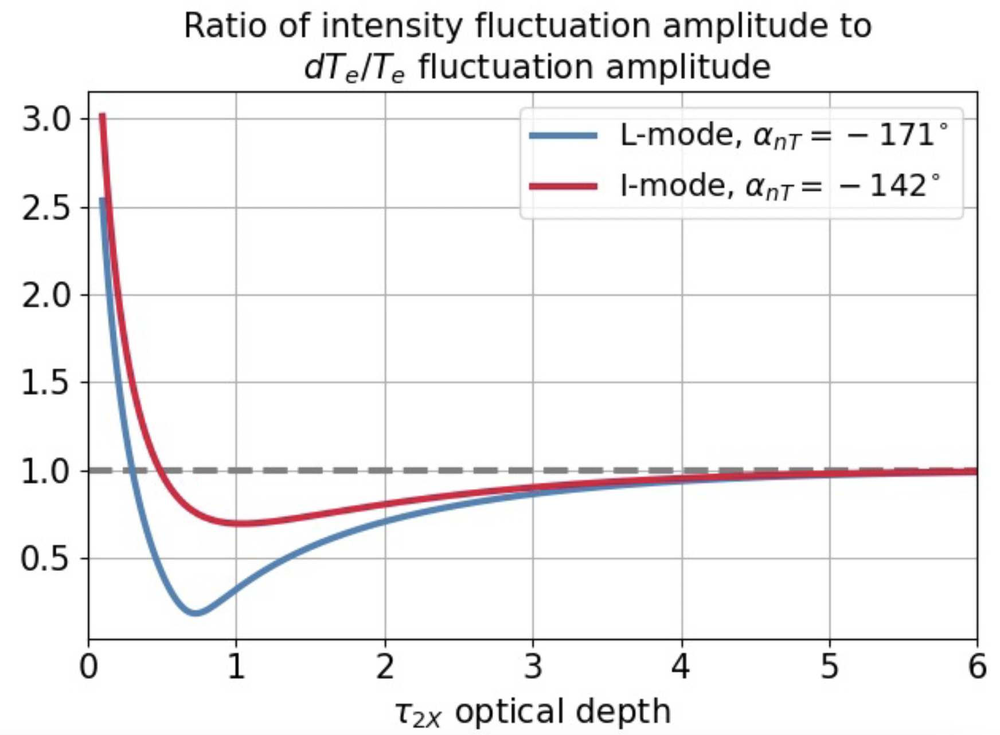 Ratio of intensity fluctuation amplitude to
dTₑ/Tₑ fluctuation amplitude
3.0
2.5
2.0
1.5
1.0
0.5
L-mode, αₙT = − 171°
I-mode, αₙT = − 142°
0 1 2 3 4 5 6
τ₂X optical depth